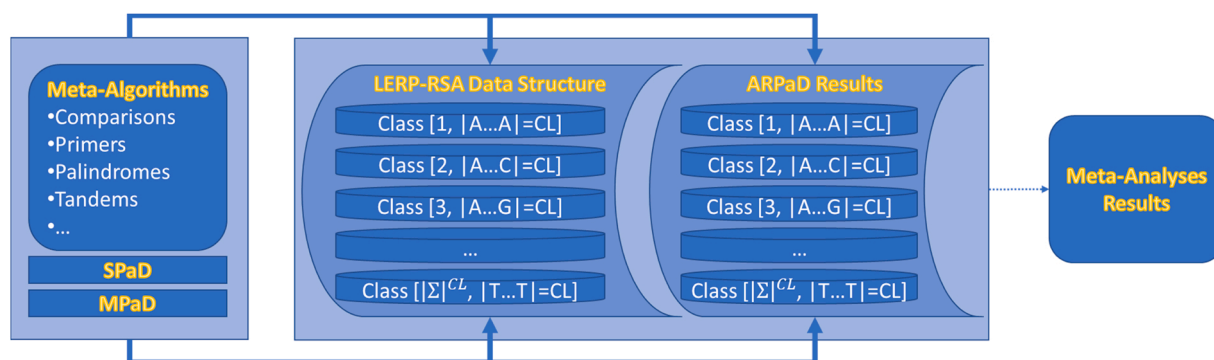 Meta-Algorithms
•Comparisons
•Primers
•Palindromes
•Tandems
•...
SPaD
MPaD
LERP-RSA Data Structure
Class [1, |A...A|=CL]
Class [2, |A...C|=CL]
Class [3, |A...G|=CL]
...
Class [|Σ|^{CL}, |T...T|=CL]
ARPaD Results
Class [1, |A...A|=CL]
Class [2, |A...C|=CL]
Class [3, |A...G|=CL]
...
Class [|Σ|^{CL}, |T...T|=CL]
Meta-Analyses
Results